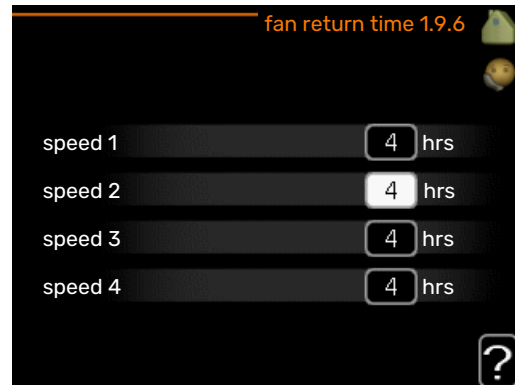 fan return time 1.9.6
speed 1 4 hrs
speed 2 4 hrs
speed 3 4 hrs
speed 4 4 hrs
?